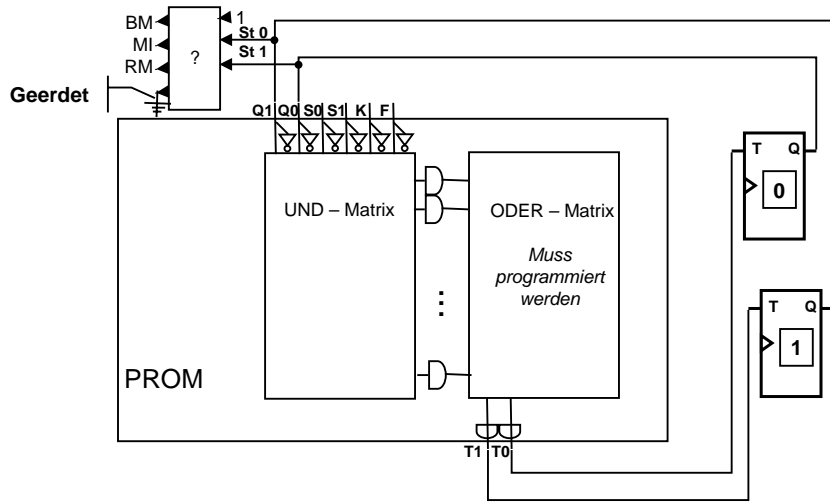 BM
1
St 0
MI
?
St 1
RM
Geerdet
Q1 Q0 S0 S1 K F
T Q
0
UND – Matrix
ODER – Matrix
Muss
programmiert
werden
T Q
1
PROM
T1 T0